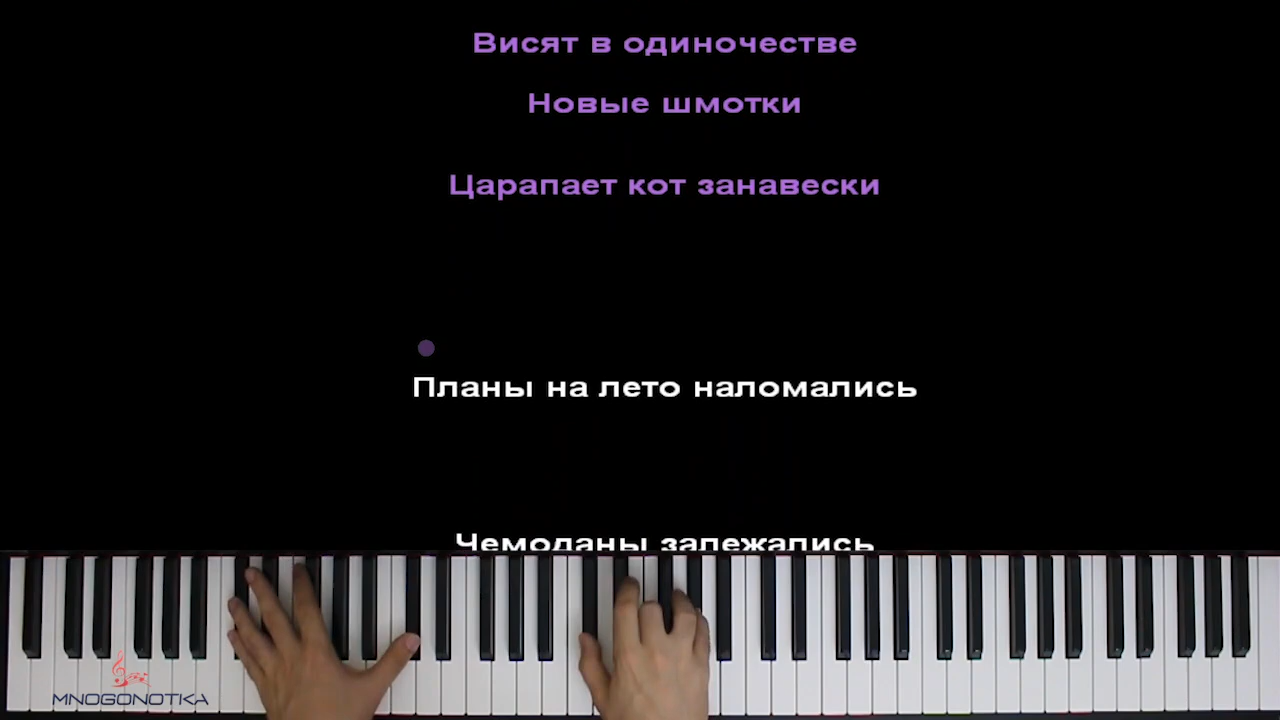 Висят в одиночестве
Новые шмотки
Царапает кот занавески
Планы на лето наломались
Чемоданы залежались
MNOGONOTKA